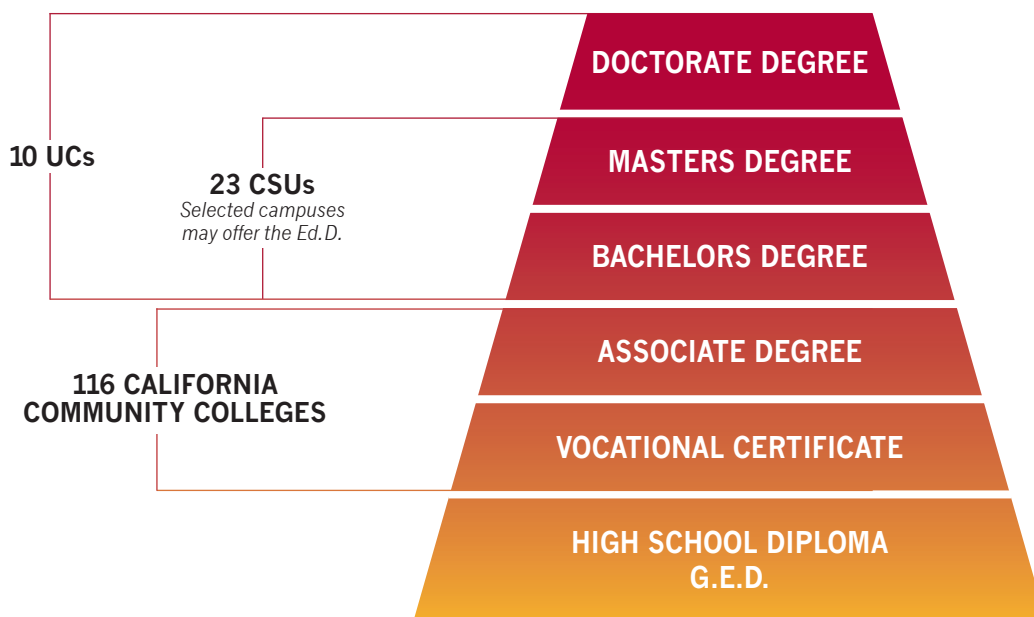 DOCTORATE DEGREE
10 UCs
MASTERS DEGREE
23 CSUs
Selected campuses
may offer the Ed.D.
BACHELORS DEGREE
ASSOCIATE DEGREE
116 CALIFORNIA
COMMUNITY COLLEGES
VOCATIONAL CERTIFICATE
HIGH SCHOOL DIPLOMA
G.E.D.